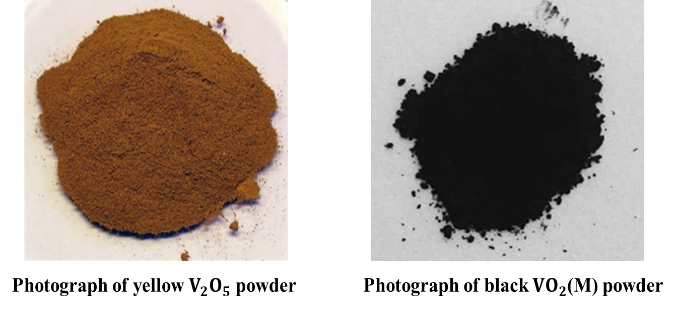 Photograph of yellow V₂O₅ powder
Photograph of black VO₂(M) powder